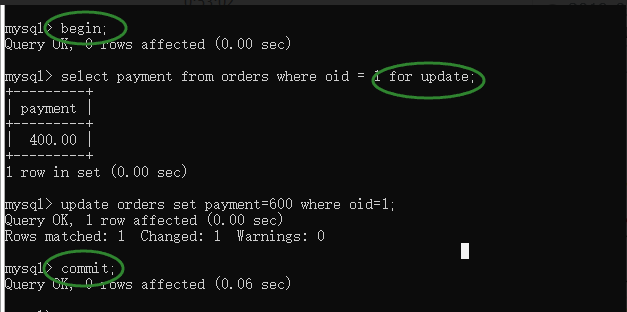 mysql> begin;
Query OK, 0 rows affected (0.00 sec)
mysql> select payment from orders where oid = 1 for update;
+---------+
| payment |
+---------+
|  400.00 |
+---------+
1 row in set (0.00 sec)
mysql> update orders set payment=600 where oid=1;
Query OK, 1 row affected (0.00 sec)
Rows matched: 1  Changed: 1  Warnings: 0
mysql> commit;
Query OK, 0 rows affected (0.06 sec)